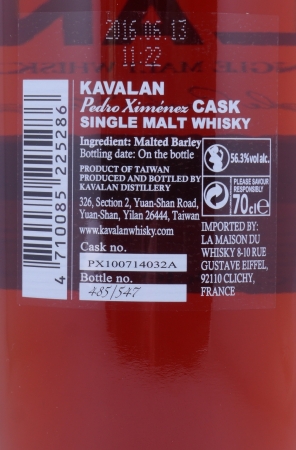 2016.06.13
11:22
KAVALAN
Pedro Ximénez CASK
SINGLE MALT WHISKY
Ingredient: Malted Barley
Bottling date: On the bottle
PRODUCT OF TAIWAN
PRODUCED AND BOTTLED BY
KAVALAN DISTILLERY
326, Section 2, Yuan-Shan Road,
Yuan-Shan, Yilan 26444, Taiwan
www.kavalanwhisky.com
Cask no.
PX100714032A
Bottle no.
485/547
4 710085 225286
56.3%vol alc.
PLEASE SAVOUR
RESPONSIBLY
70cl e
IMPORTED BY:
LA MAISON DU
WHISKY 8-10 RUE
GUSTAVE EIFFEL,
92110 CLICHY,
FRANCE